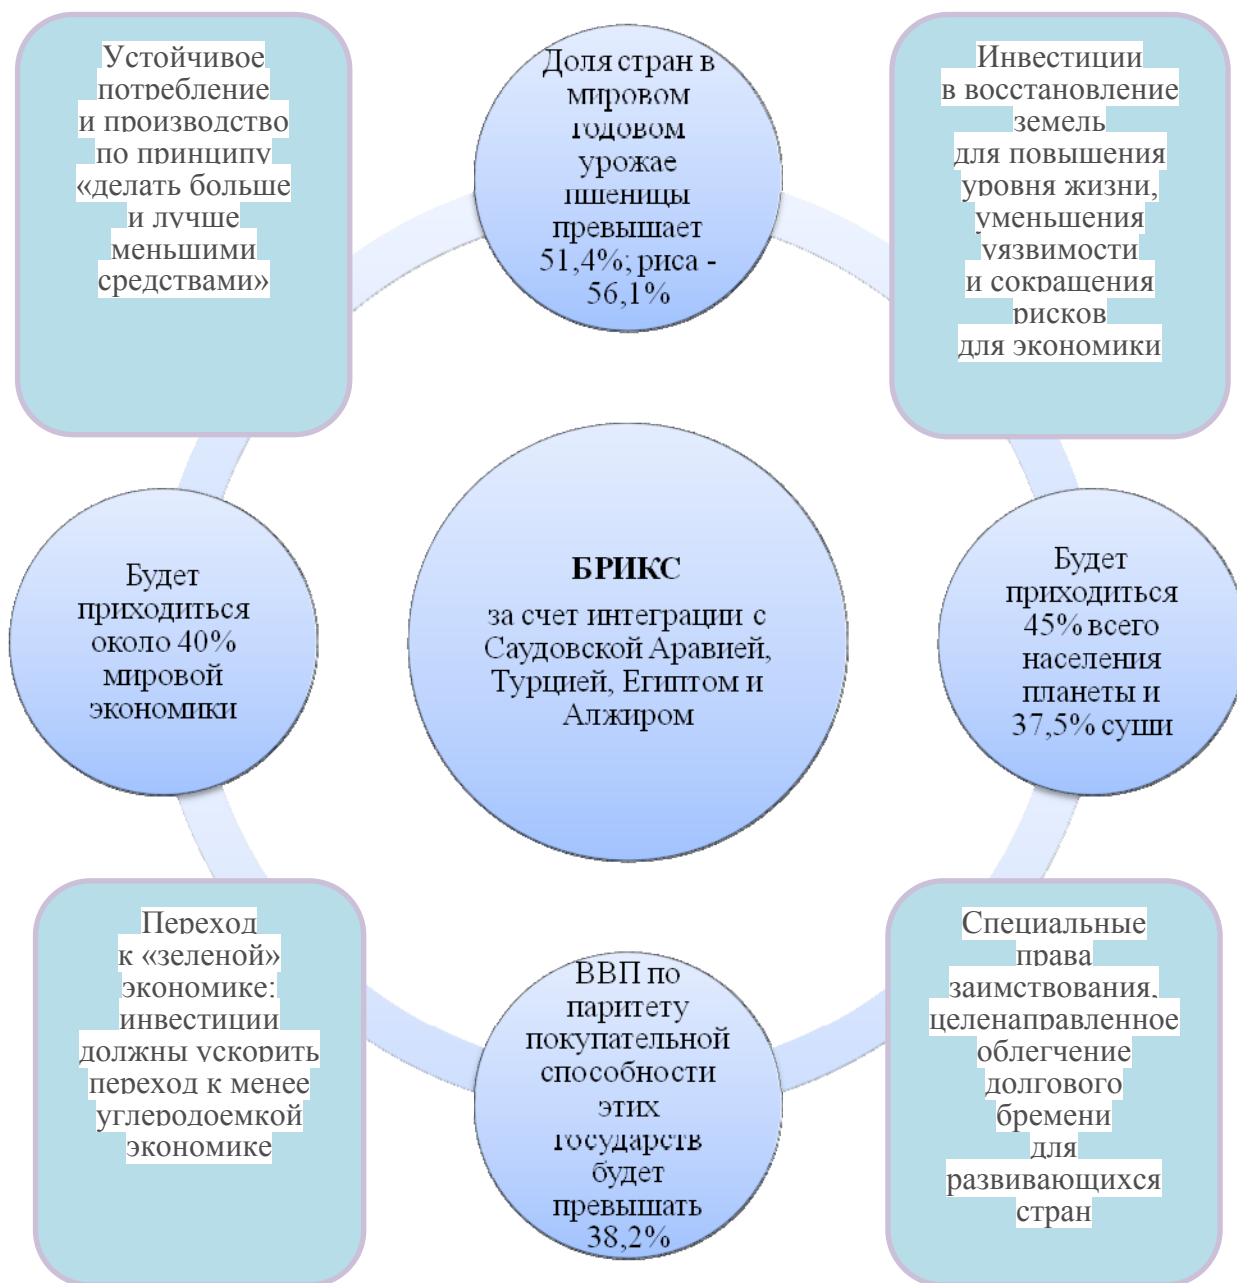 Устойчивое
потребление
и производство
по принципу
«делать больше
и лучше
меньшими
средствами»
Доля стран в
мировом
годовом
урожае
пшеницы
превышает
51,4%; риса -
56,1%
Инвестиции
в восстановление
земель
для повышения
уровня жизни,
уменьшения
уязвимости
и сокращения
рисков
для экономики
Будет
приходиться
около 40%
мировой
экономики
БРИКС
за счет интеграции с
Саудовской Аравией,
Турцией, Египтом и
Алжиром
Будет
приходиться
45% всего
населения
планеты и
37,5% суши
Переход
к «зеленой»
экономике:
инвестиции
должны ускорить
переход к менее
углеродоемкой
экономике
ВВП по
паритету
покупательной
способности
этих
государств
будет
превышать
38,2%
Специальные
права
заимствования,
целенаправленное
облегчение
долгового
бремени
для
развивающихся
стран